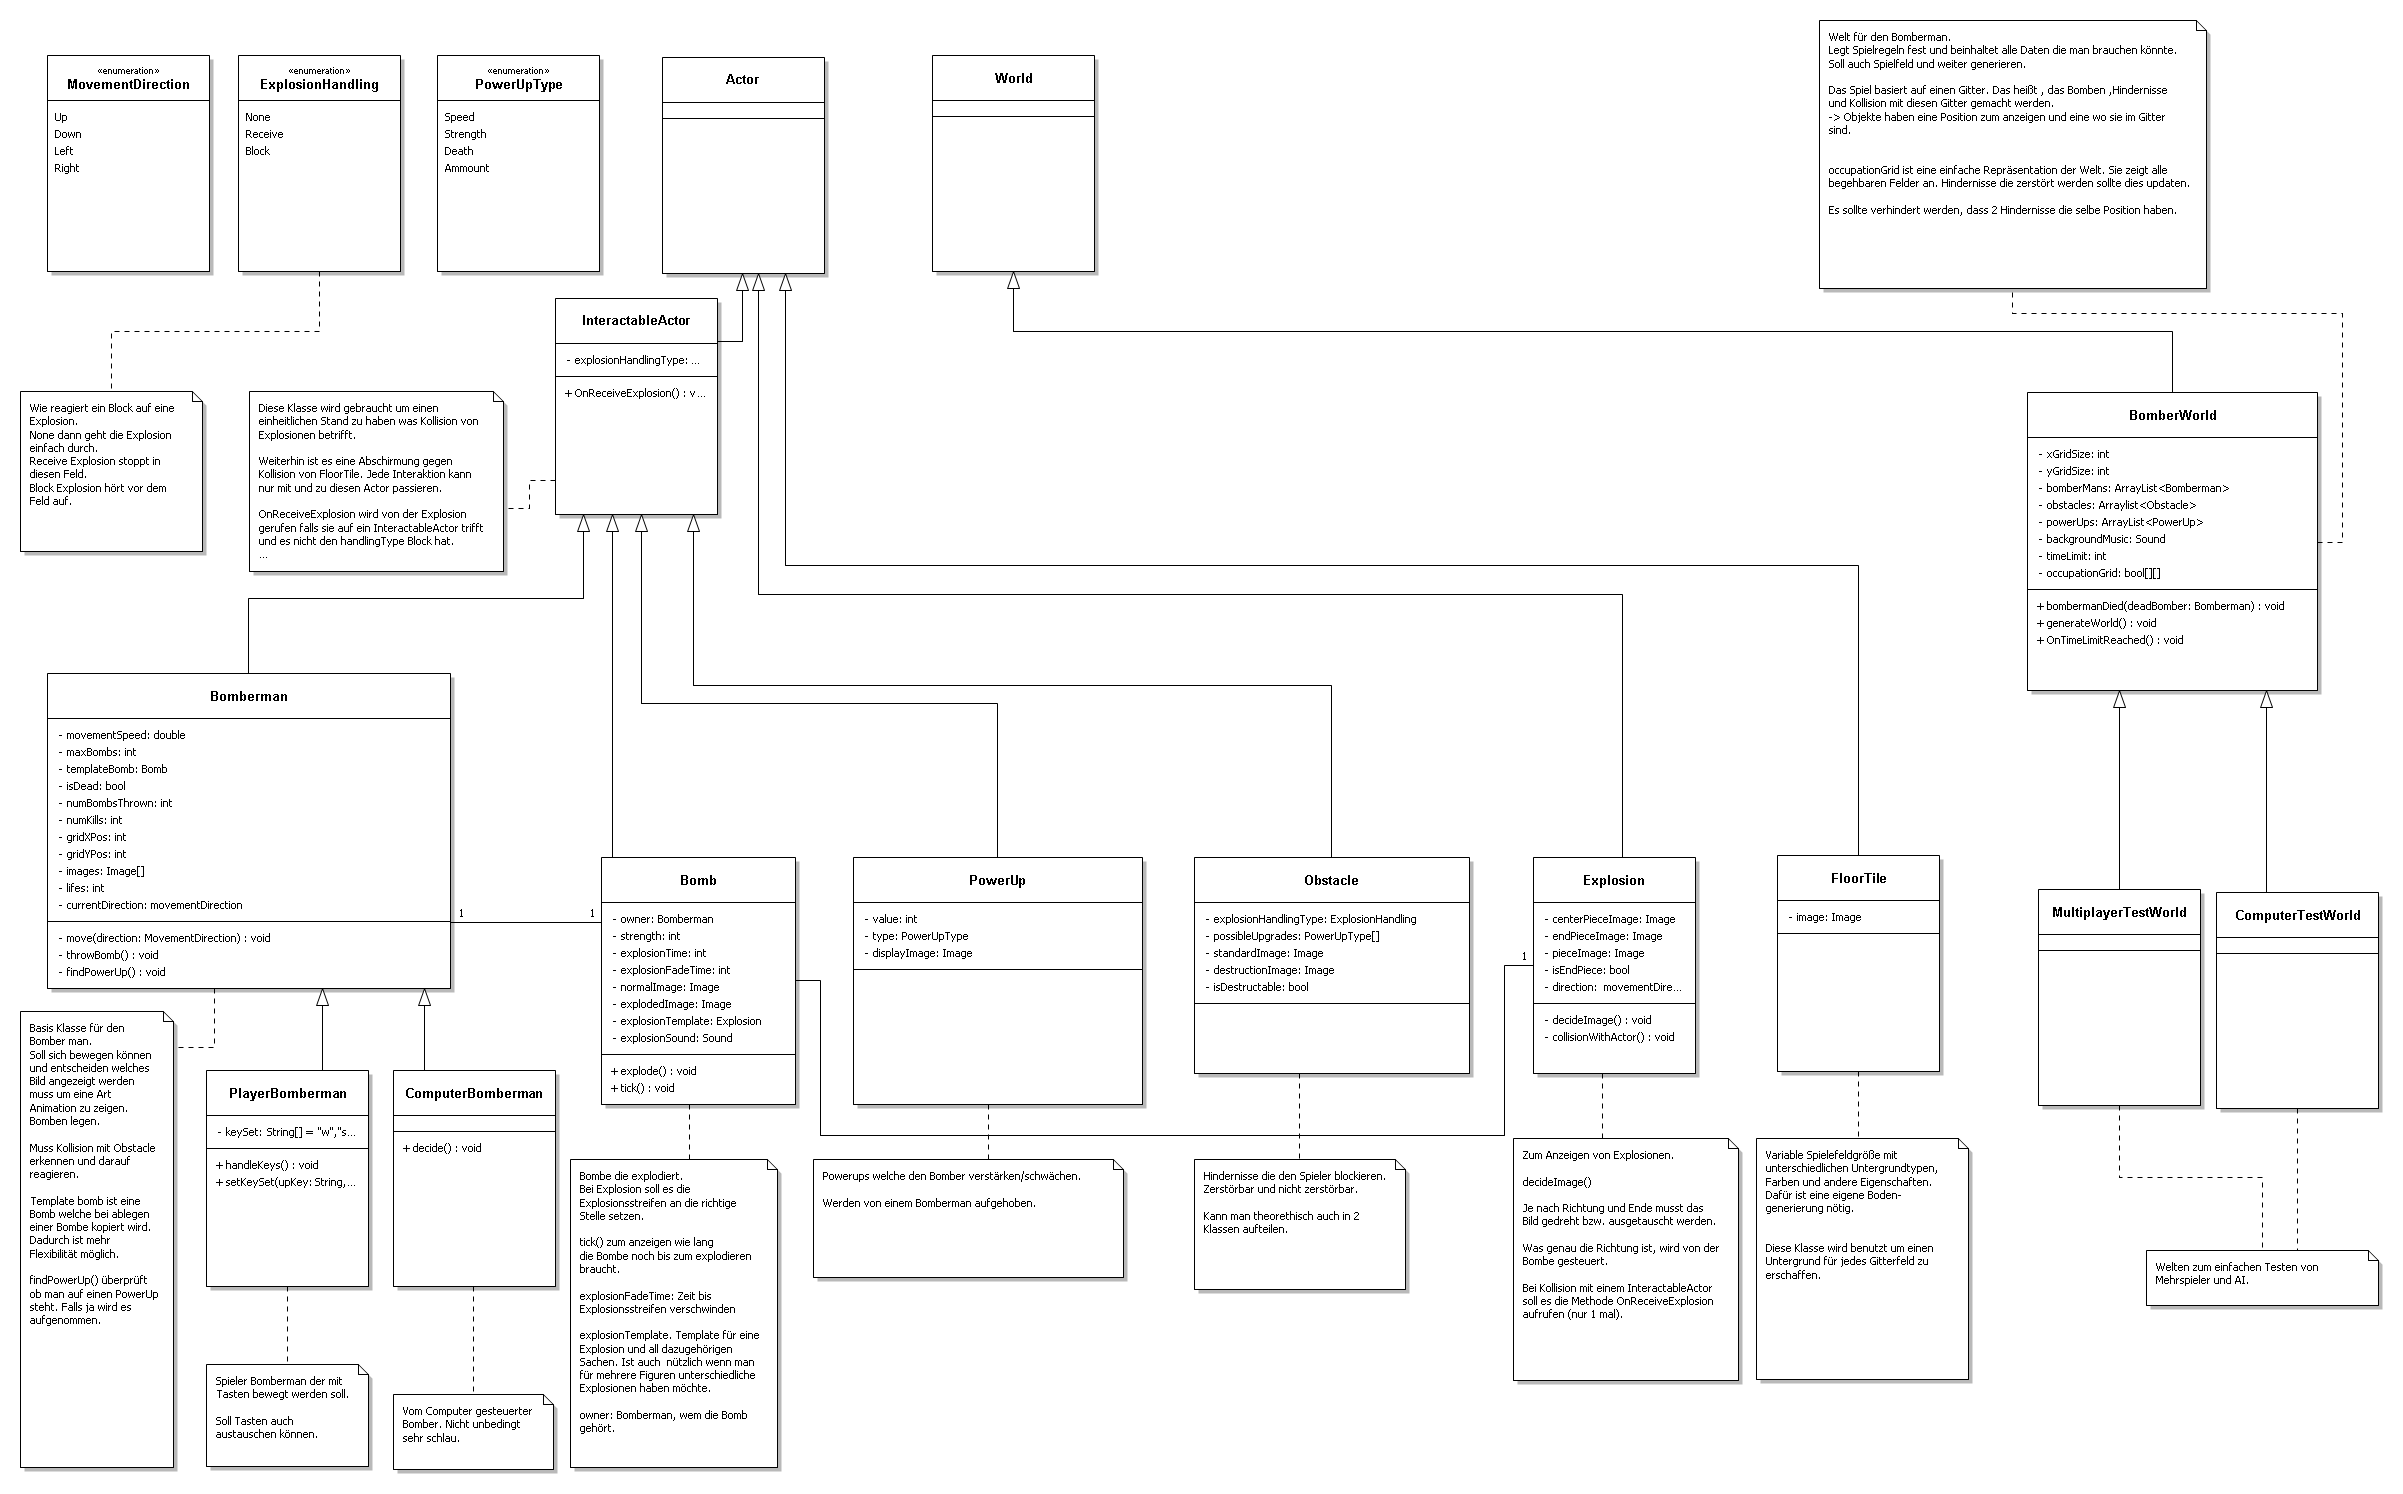 «enumeration»
MovementDirection
Up
Down
Left
Right
«enumeration»
ExplosionHandling
None
Receive
Block
«enumeration»
PowerUpType
Speed
Strength
Death
Ammount
Actor
World
Welt für den Bomberman.
Legt Spielregeln fest und beinhaltet alle Daten die man brauchen könnte.
Soll auch Spielfeld und weiter generieren.
Das Spiel basiert auf einen Gitter. Das heißt , das Bomben ,Hindernisse
und Kollision mit diesen Gitter gemacht werden.
-> Objekte haben eine Position zum anzeigen und eine wo sie im Gitter
sind.
occupationGrid ist eine einfache Repräsentation der Welt. Sie zeigt alle
begehbaren Felder an. Hindernisse die zerstört werden sollte dies updaten.
Es sollte verhindert werden, dass 2 Hindernisse die selbe Position haben.
InteractableActor
- explosionHandlingType: ...
+ OnReceiveExplosion() : v...
Wie reagiert ein Block auf eine
Explosion.
None dann geht die Explosion
einfach durch.
Receive Explosion stoppt in
diesen Feld.
Block Explosion hört vor dem
Feld auf.
Diese Klasse wird gebraucht um einen
einheitlichen Stand zu haben was Kollision von
Explosionen betrifft.
Weiterhin ist es eine Abschirmung gegen
Kollision von FloorTile. Jede Interaktion kann
nur mit und zu diesen Actor passieren.
OnReceiveExplosion wird von der Explosion
gerufen falls sie auf ein InteractableActor trifft
und es nicht den handlingType Block hat.
...
BomberWorld
- xGridSize: int
- yGridSize: int
- bomberMans: ArrayList<Bomberman>
- obstacles: Arraylist<Obstacle>
- powerUps: ArrayList<PowerUp>
- backgroundMusic: Sound
- timeLimit: int
- occupationGrid: bool[][]
+ bombermanDied(deadBomber: Bomberman) : void
+ generateWorld() : void
+ OnTimeLimitReached() : void
Bomberman
- movementSpeed: double
- maxBombs: int
- templateBomb: Bomb
- isDead: bool
- numBombsThrown: int
- numKills: int
- gridXPos: int
- gridYPos: int
- images: Image[]
- lifes: int
- currentDirection: movementDirection
- move(direction: MovementDirection) : void
- throwBomb() : void
- findPowerUp() : void
1
1
Bomb
- owner: Bomberman
- strength: int
- explosionTime: int
- explosionFadeTime: int
- normalImage: Image
- explodedImage: Image
- explosionTemplate: Explosion
- explosionSound: Sound
+ explode() : void
+ tick() : void
PowerUp
- value: int
- type: PowerUpType
- displayImage: Image
Obstacle
- explosionHandlingType: ExplosionHandling
- possibleUpgrades: PowerUpType[]
- standardImage: Image
- destructionImage: Image
- isDestructable: bool
1
Explosion
- centerPieceImage: Image
- endPieceImage: Image
- pieceImage: Image
- isEndPiece: bool
- direction:  movementDire...
- decideImage() : void
- collisionWithActor() : void
FloorTile
- image: Image
MultiplayerTestWorld
ComputerTestWorld
Basis Klasse für den
Bomber man.
Soll sich bewegen können
und entscheiden welches
Bild angezeigt werden
muss um eine Art
Animation zu zeigen.
Bomben legen.
Muss Kollision mit Obstacle
erkennen und darauf
reagieren.
Template bomb ist eine
Bomb welche bei ablegen
einer Bombe kopiert wird.
Dadurch ist mehr
Flexibilität möglich.
findPowerUp() überprüft
ob man auf einen PowerUp
steht. Falls ja wird es
aufgenommen.
PlayerBomberman
- keySet: String[] = "w","s...
+ handleKeys() : void
+ setKeySet(upKey: String,...
ComputerBomberman
+ decide() : void
Spieler Bomberman der mit
Tasten bewegt werden soll.
Soll Tasten auch
austauschen können.
Vom Computer gesteuerter
Bomber. Nicht unbedingt
sehr schlau.
Bombe die explodiert.
Bei Explosion soll es die
Explosionsstreifen an die richtige
Stelle setzen.
tick() zum anzeigen wie lang
die Bombe noch bis zum explodieren
braucht.
explosionFadeTime: Zeit bis
Explosionsstreifen verschwinden
explosionTemplate. Template für eine
Explosion und all dazugehörigen
Sachen. Ist auch  nützlich wenn man
für mehrere Figuren unterschiedliche
Explosionen haben möchte.
owner: Bomberman, wem die Bomb
gehört.
Powerups welche den Bomber verstärken/schwächen.
Werden von einem Bomberman aufgehoben.
Hindernisse die den Spieler blockieren.
Zerstörbar und nicht zerstörbar.
Kann man theorethisch auch in 2
Klassen aufteilen.
Zum Anzeigen von Explosionen.
decideImage()
Je nach Richtung und Ende musst das
Bild gedreht bzw. ausgetauscht werden.
Was genau die Richtung ist, wird von der
Bombe gesteuert.
Bei Kollision mit einem InteractableActor
soll es die Methode OnReceiveExplosion
aufrufen (nur 1 mal).
Variable Spielefeldgröße mit
unterschiedlichen Untergrundtypen,
Farben und andere Eigenschaften.
Dafür ist eine eigene Boden-
generierung nötig.
Diese Klasse wird benutzt um einen
Untergrund für jedes Gitterfeld zu
erschaffen.
Welten zum einfachen Testen von
Mehrspieler und AI.